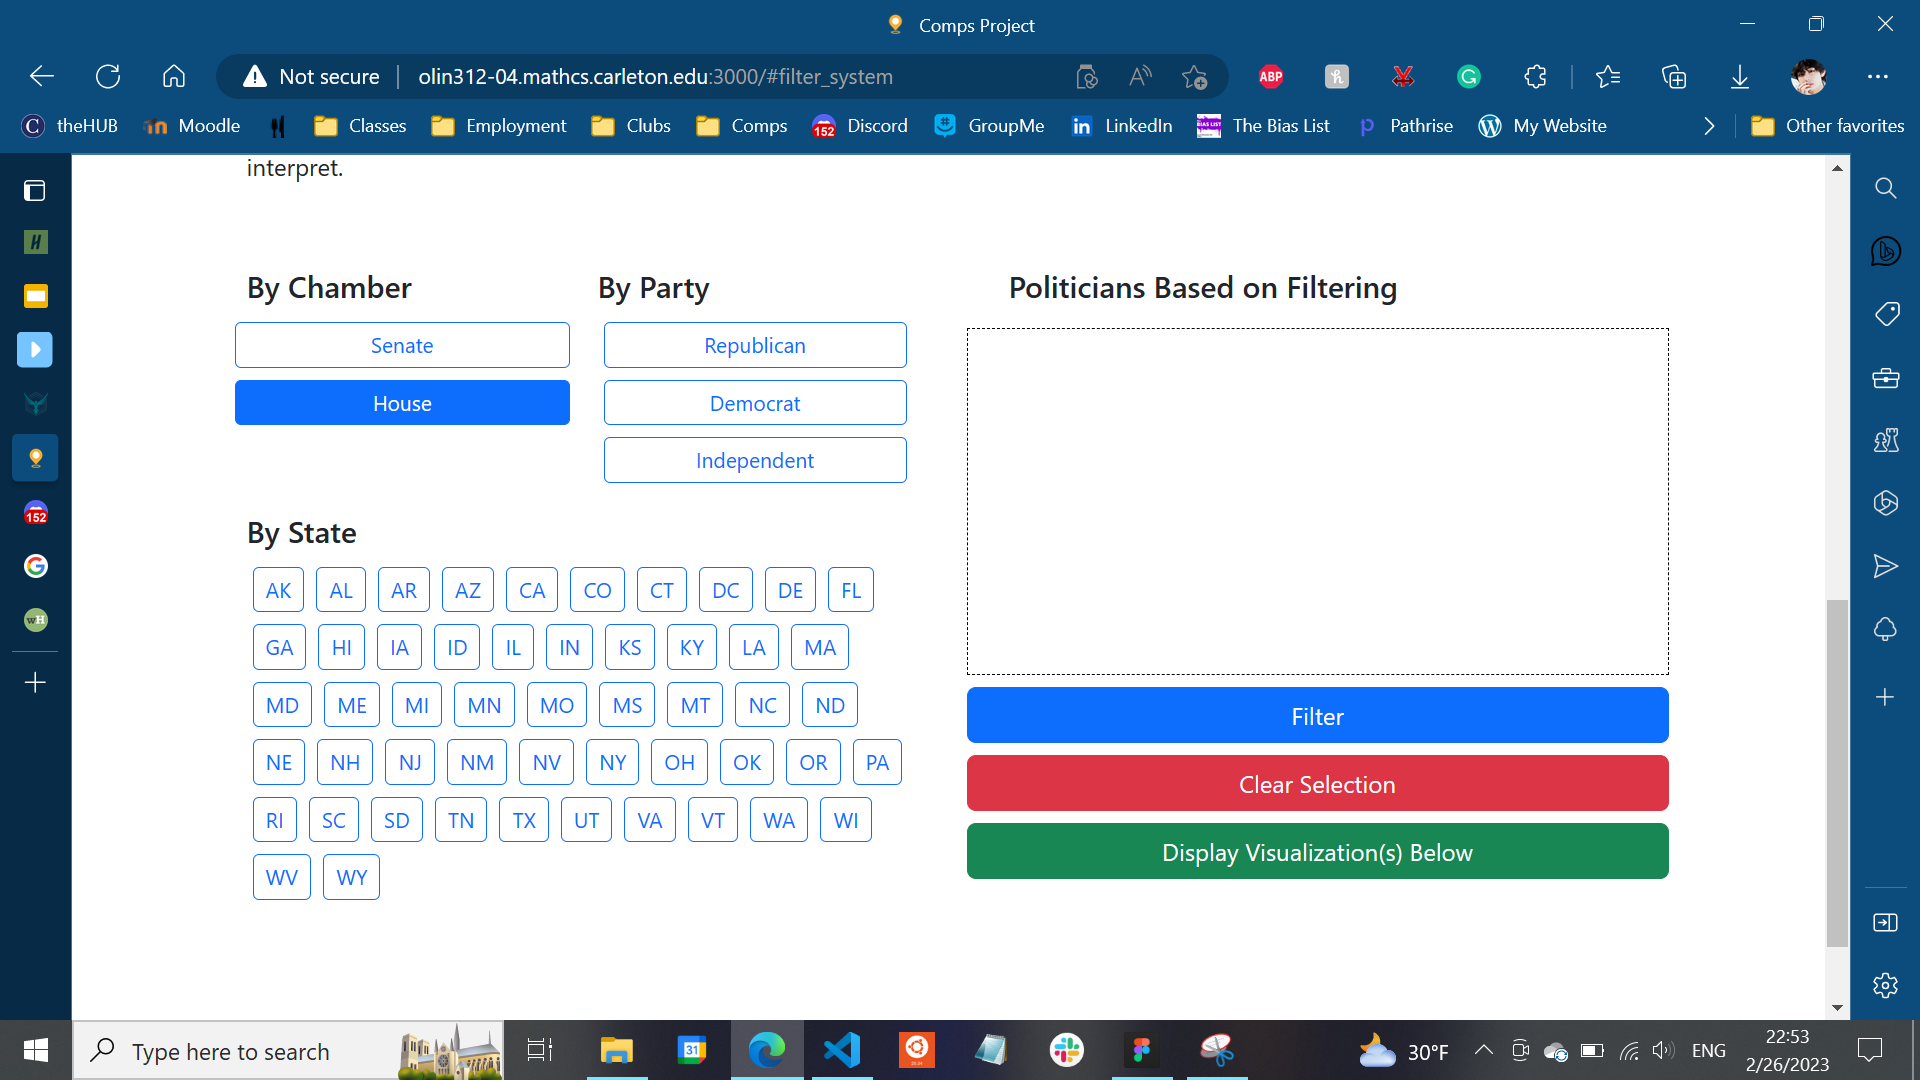 Comps Project
Not secure
olin312-04.mathcs.carleton.edu:3000/#filter_system
ABP
theHUB
Moodle
Classes
Employment
Clubs
Comps
152
Discord
GroupMe
LinkedIn
The Bias List
Pathrise
My Website
Other favorites
interpret.
By Chamber
By Party
Politicians Based on Filtering
Senate
Republican
House
Democrat
Independent
By State
AK AL AR AZ CA CO CT DC DE FL
GA HI IA ID IL IN KS KY LA MA
MD ME MI MN MO MS MT NC ND
NE NH NJ NM NV NY OH OK OR PA
RI SC SD TN TX UT VA VT WA WI
WV WY
Filter
Clear Selection
Display Visualization(s) Below
152
wH
Type here to search
31
30°F
ENG
22:53
2/26/2023